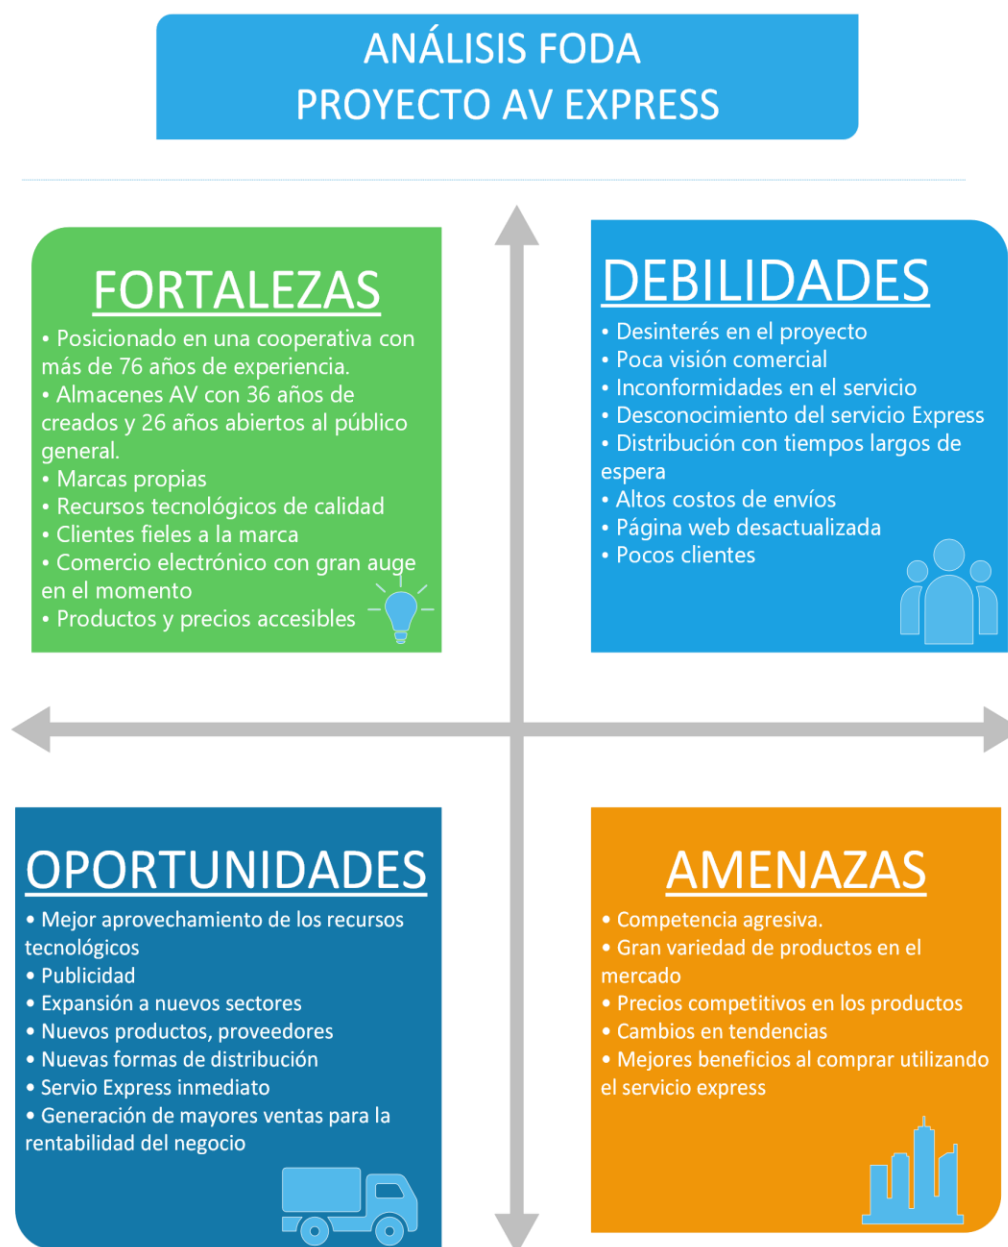 ANÁLISIS FODA
PROYECTO AV EXPRESS
FORTALEZAS
• Posicionado en una cooperativa con
más de 76 años de experiencia.
• Almacenes AV con 36 años de
creados y 26 años abiertos al público
general.
• Marcas propias
• Recursos tecnológicos de calidad
• Clientes fieles a la marca
• Comercio electrónico con gran auge
en el momento
• Productos y precios accesibles
DEBILIDADES
• Desinterés en el proyecto
• Poca visión comercial
• Inconformidades en el servicio
• Desconocimiento del servicio Express
• Distribución con tiempos largos de
espera
• Altos costos de envíos
• Página web desactualizada
• Pocos clientes
OPORTUNIDADES
• Mejor aprovechamiento de los recursos
tecnológicos
• Publicidad
• Expansión a nuevos sectores
• Nuevos productos, proveedores
• Nuevas formas de distribución
• Servio Express inmediato
• Generación de mayores ventas para la
rentabilidad del negocio
AMENAZAS
• Competencia agresiva.
• Gran variedad de productos en el
mercado
• Precios competitivos en los productos
• Cambios en tendencias
• Mejores beneficios al comprar utilizando
el servicio express